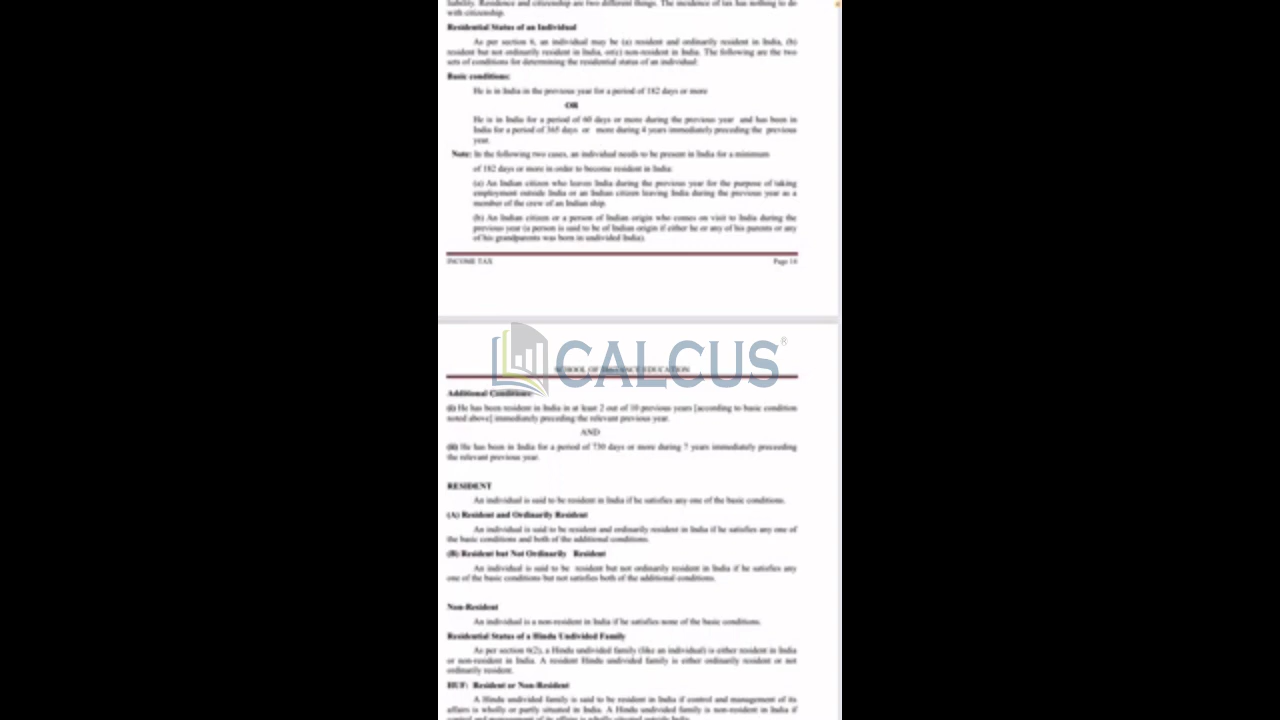 liability. Residence and citizenship are two different things. The incidence of tax has nothing to do
with citizenship.
Residential Status of an Individual
As per section 6, an individual may be (a) resident and ordinarily resident in India, (b)
resident but not ordinarily resident in India, or(c) non-resident in India. The following are the two
sets of conditions for determining the residential status of an individual:
Basic conditions:
He is in India in the previous year for a period of 182 days or more
OR
He is in India for a period of 60 days or more during the previous year and has been in
India for a period of 365 days or more during 4 years immediately preceding the previous
year.
Note: In the following two cases, an individual needs to be present in India for a minimum
of 182 days or more in order to become resident in India:
(a) An Indian citizen who leaves India during the previous year for the purpose of taking
employment outside India or an Indian citizen leaving India during the previous year as a
member of the crew of an Indian ship.
(b) An Indian citizen or a person of Indian origin who comes on visit to India during the
previous year (a person is said to be of Indian origin if either he or any of his parents or any
of his grandparents was born in undivided India).
INCOME TAX Page
CALCUS®
SCHOOL OF EDUCATION
Additional Conditions:
(i) He has been resident in India in at least 2 out of 10 previous years [according to basic condition
noted above] immediately preceding the relevant previous year.
AND
(ii) He has been in India for a period of 730 days or more during 7 years immediately preceeding
the relevant previous year.
RESIDENT
An individual is said to be resident in India if he satisfies any one of the basic conditions.
(A) Resident and Ordinarily Resident
An individual is said to be resident and ordinarily resident in India if he satisfies any one of
the basic conditions and both of the additional conditions.
(B) Resident but Not Ordinarily Resident
An individual is said to be resident but not ordinarily resident in India if he satisfies any
one of the basic conditions but not satisfies both of the additional conditions.
Non-Resident
An individual is a non-resident in India if he satisfies none of the basic conditions.
Residential Status of a Hindu Undivided Family
As per section 6(2), a Hindu undivided family (like an individual) is either resident in India
or non-resident in India. A resident Hindu undivided family is either ordinarily resident or not
ordinarily resident.
HUF: Resident or Non-Resident
A Hindu undivided family is said to be resident in India if control and management of its
affairs is wholly or partly situated in India. A Hindu undivided family is non-resident in India if
control and management of its affairs is wholly situated outside India.